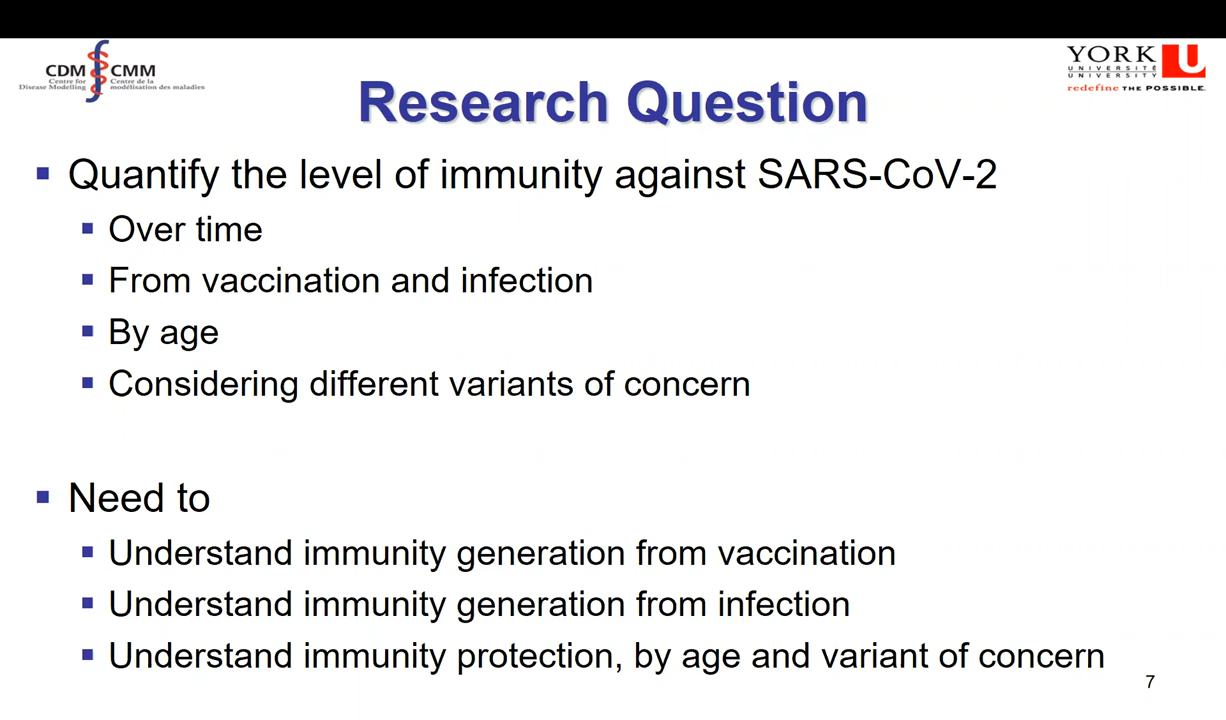 CDM CMM
Centre for Centre de la
Disease Modelling modélisation des maladies
YORK U
UNIVERSITÉ
UNIVERSITY
redefine THE POSSIBLE.
Research Question
Quantify the level of immunity against SARS-CoV-2
Over time
From vaccination and infection
By age
Considering different variants of concern
Need to
Understand immunity generation from vaccination
Understand immunity generation from infection
Understand immunity protection, by age and variant of concern
7